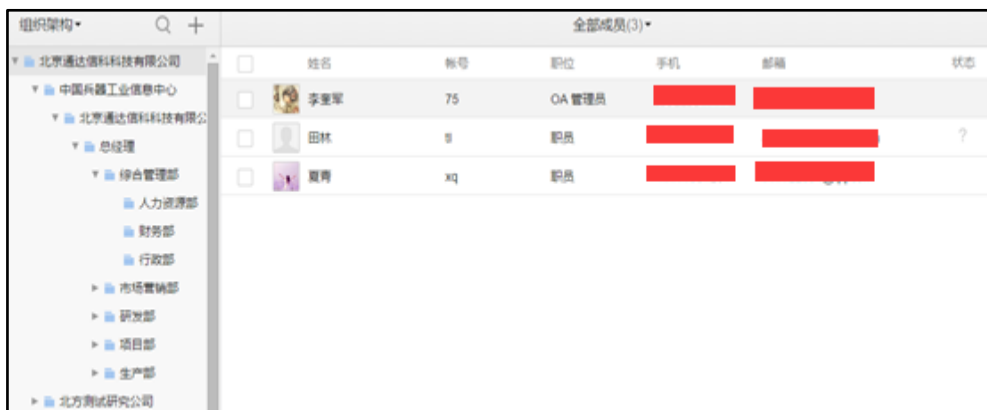 组织架构▾
全部成员(3)▾
北京通达信科科技有限公司
中国兵器工业信息中心
北京通达信科科技有限公
总经理
综合管理部
人力资源部
财务部
行政部
市场营销部
研发部
项目部
生产部
北方测试研究公司
姓名 帐号 职位 手机 邮箱 状态
李奎军 75 OA 管理员
田林 tl 职员 ?
夏青 xq 职员